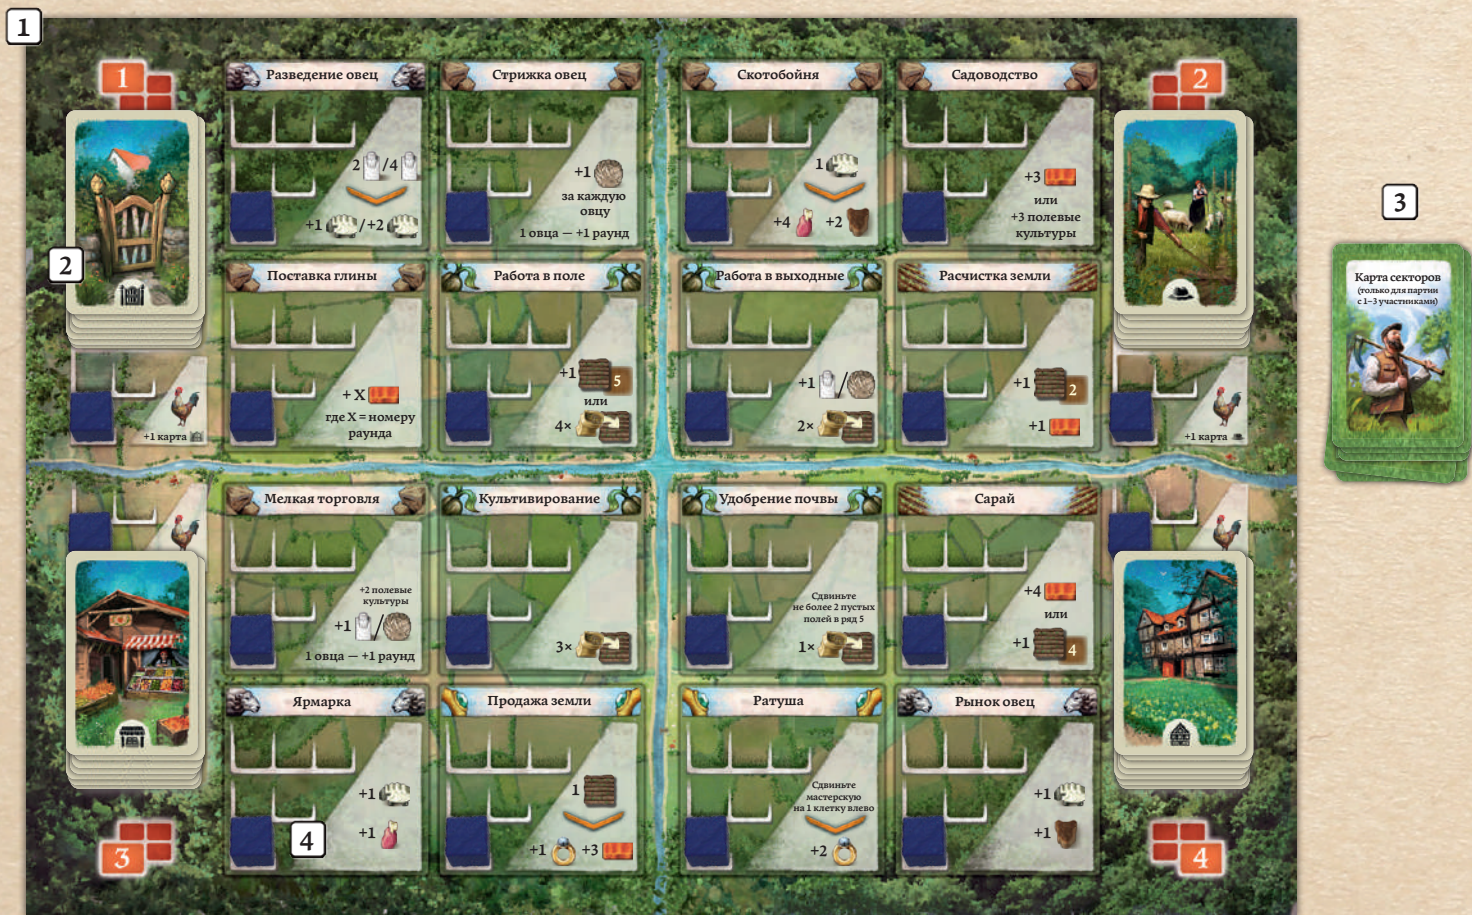 1
1
2
Разведение овец
2 /4
+1 /+2
Стрижка овец
+1
за каждую
овцу
1 овца — +1 раунд
Скотобойня
1
+4 +2
Садоводство
+3
или
+3 полевые
культуры
2
3
Карта секторов
(только для партии
с 1–3 участниками)
Поставка глины
+ X
где X = номеру
раунда
Работа в поле
+1 5
или
4×
Работа в выходные
+1 /
2×
Расчистка земли
+1 2
+1
+1 карта
+1 карта
Мелкая торговля
+2 полевые
культуры
+1 /
1 овца — +1 раунд
Культивирование
3×
Удобрение почвы
Сдвиньте
не более 2 пустых
полей в ряд 5
1×
Сарай
+4
или
+1 4
Ярмарка
+1
+1
4
Продажа земли
1
+1 +3
Ратуша
Сдвиньте
мастерскую
на 1 клетку влево
+2
Рынок овец
+1
+1
3
4